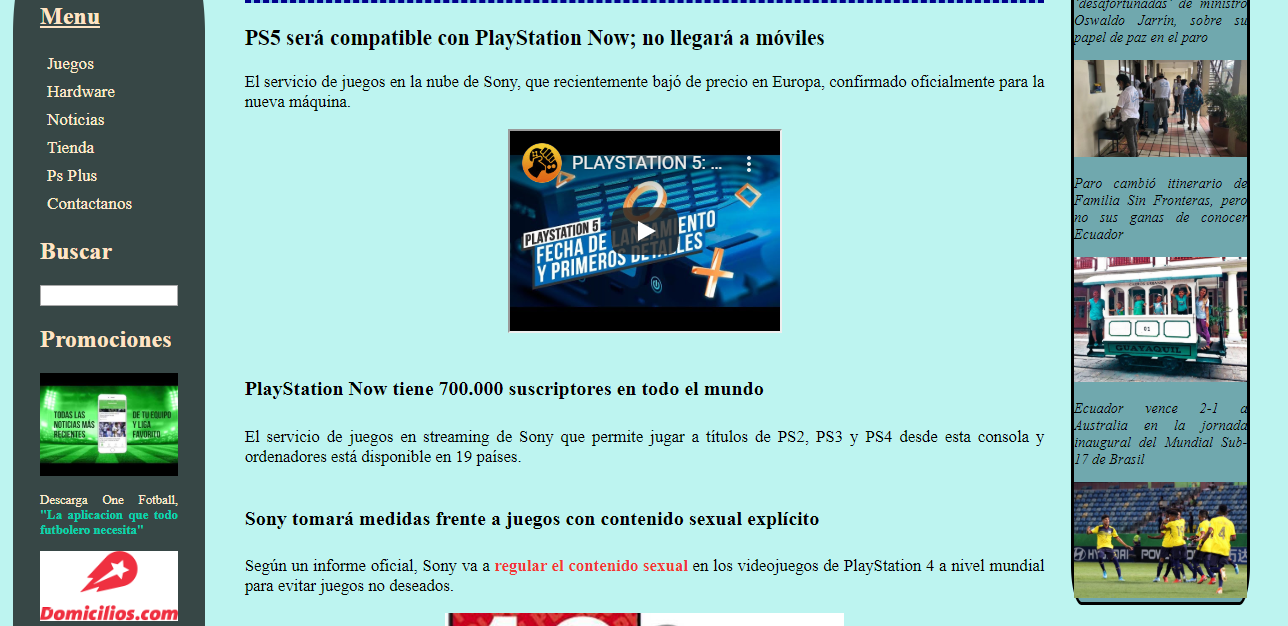 Menu
Juegos
Hardware
Noticias
Tienda
Ps Plus
Contactanos
Buscar
Promociones
TODAS LAS
NOTICIAS MÁS
RECIENTES
DE TU EQUIPO
Y LIGA
FAVORITO
Descarga One Fotball,
"La aplicacion que todo
futbolero necesita"
Domicilios.com
PS5 será compatible con PlayStation Now; no llegará a móviles
El servicio de juegos en la nube de Sony, que recientemente bajó de precio en Europa, confirmado oficialmente para la
nueva máquina.
PLAYSTATION 5: ...
PLAYSTATION 5
FECHA DE LANZAMIENTO
Y PRIMEROS DETALLES
PlayStation Now tiene 700.000 suscriptores en todo el mundo
El servicio de juegos en streaming de Sony que permite jugar a títulos de PS2, PS3 y PS4 desde esta consola y
ordenadores está disponible en 19 países.
Sony tomará medidas frente a juegos con contenido sexual explícito
Según un informe oficial, Sony va a regular el contenido sexual en los videojuegos de PlayStation 4 a nivel mundial
para evitar juegos no deseados.
"desafortunadas" de ministro
Oswaldo Jarrín, sobre su
papel de paz en el paro
Paro cambió itinerario de
Familia Sin Fronteras, pero
no sus ganas de conocer
Ecuador
01
GUAYAQUIL
Ecuador vence 2-1 a
Australia en la jornada
inaugural del Mundial Sub-
17 de Brasil
HYUNDAI
4